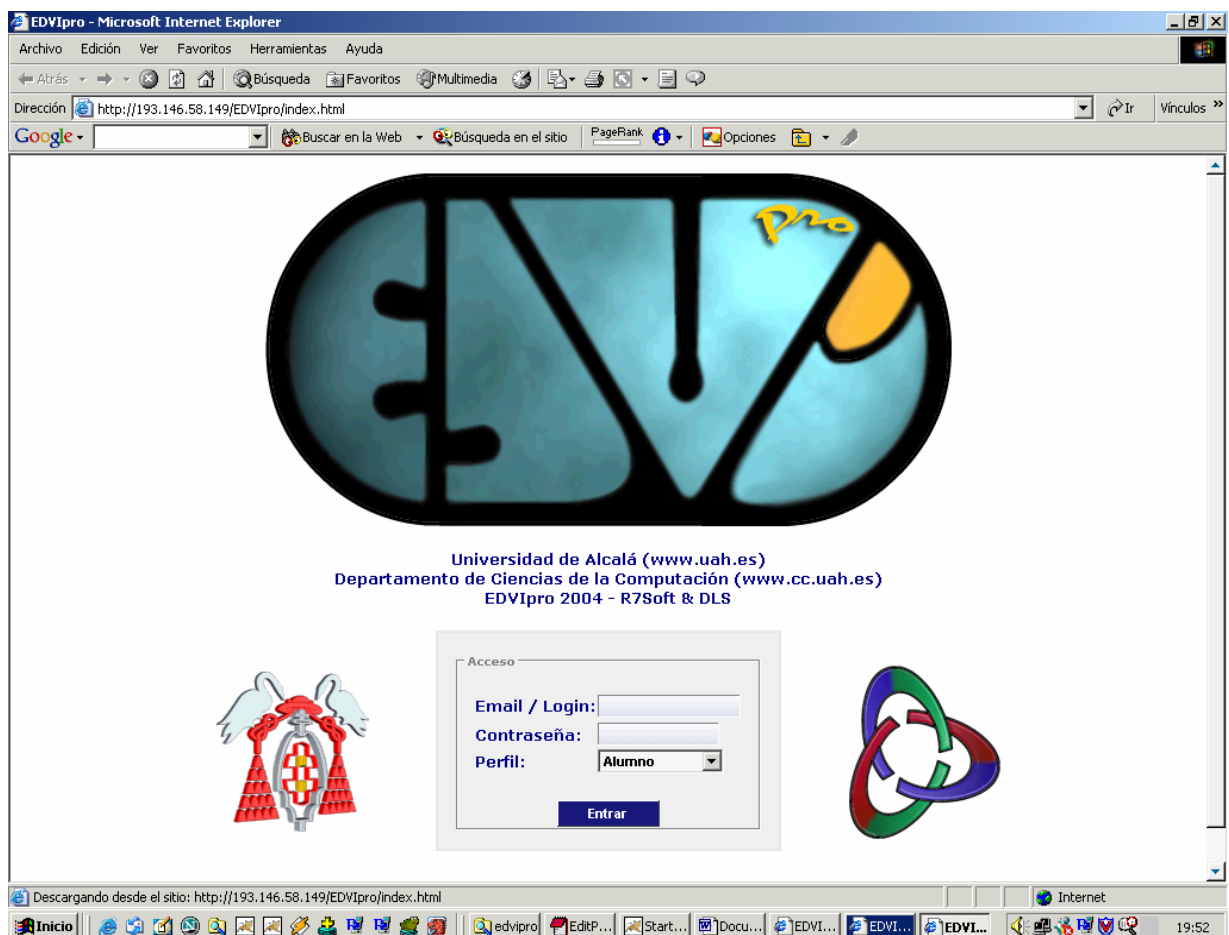 EDVIpro - Microsoft Internet Explorer
Archivo Edición Ver Favoritos Herramientas Ayuda
Atrás Búsqueda Favoritos Multimedia
Dirección http://193.146.58.149/EDVIpro/index.html Ir Vínculos »
Google Buscar en la Web Búsqueda en el sitio PageRank Opciones
EDVI pro
Universidad de Alcalá (www.uah.es)
Departamento de Ciencias de la Computación (www.cc.uah.es)
EDVIpro 2004 - R7Soft & DLS
Acceso
Email / Login:
Contraseña:
Perfil: Alumno
Entrar
Descargando desde el sitio: http://193.146.58.149/EDVIpro/index.html Internet
Inicio edvipro EditP... Start... Docu... EDVI... EDVI... EDVI... 19:52